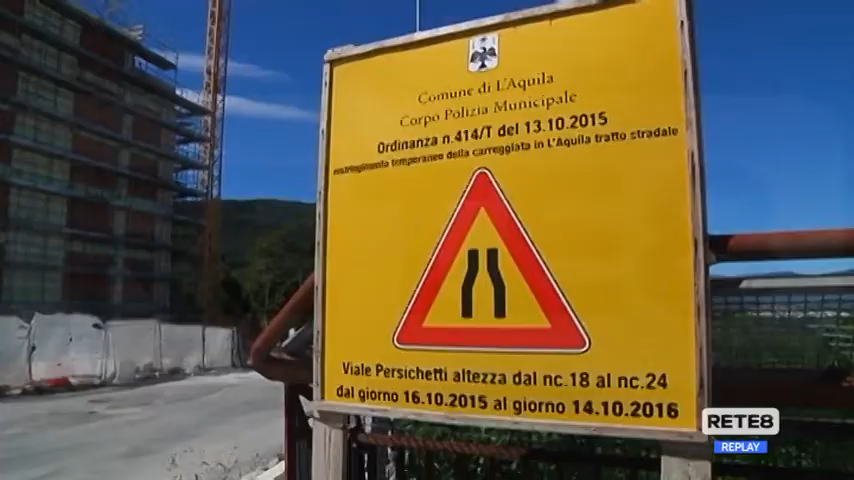 Comune di L'Aquila
Corpo Polizia Municipale
Ordinanza n.414/T del 13.10.2015
restringimento temperaneo della carreggiata in L'Aquila tratto stradale
Viale Persichetti altezza dal nc.18 al nc.24
dal giorno 16.10.2015 al giorno 14.10.2016
RETE8
REPLAY